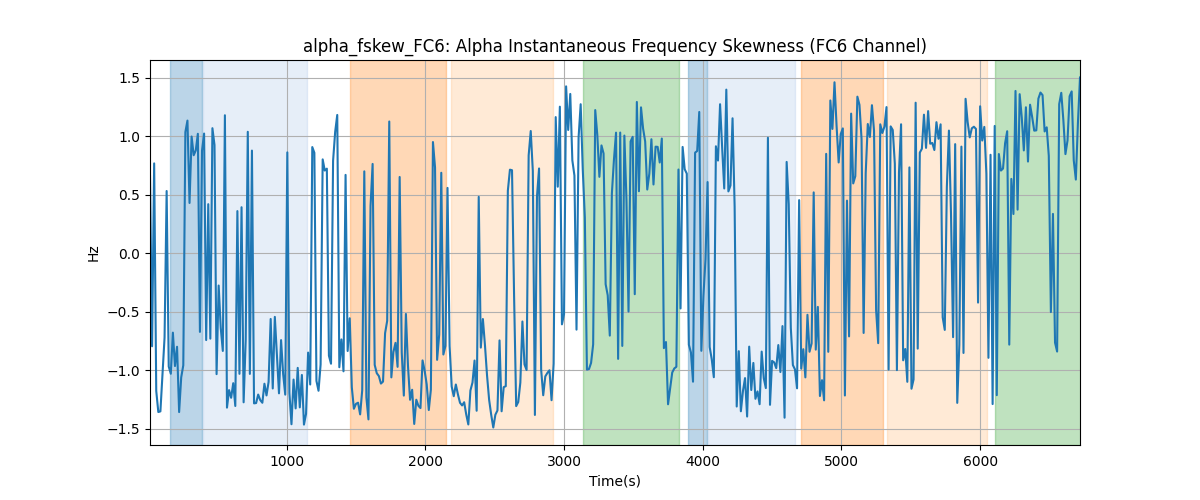 alpha_fskew_FC6: Alpha Instantaneous Frequency Skewness (FC6 Channel)
1.5
1.0
0.5
0.0
−0.5
−1.0
−1.5
Hz
1000 2000 3000 4000 5000 6000
Time(s)